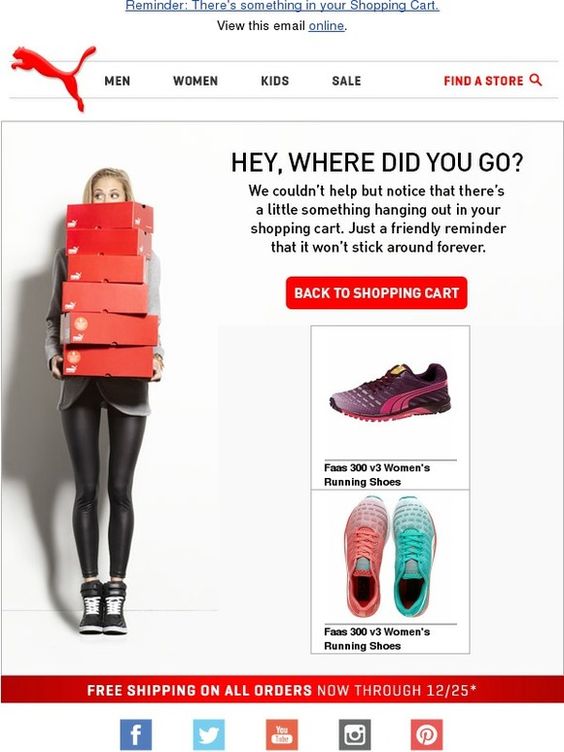 Reminder: There's something in your Shopping Cart.
View this email online.
MEN WOMEN KIDS SALE FIND A STORE
HEY, WHERE DID YOU GO?
We couldn't help but notice that there's
a little something hanging out in your
shopping cart. Just a friendly reminder
that it won't stick around forever.
BACK TO SHOPPING CART
Faas 300 v3 Women's
Running Shoes
Faas 300 v3 Women's
Running Shoes
FREE SHIPPING ON ALL ORDERS NOW THROUGH 12/25*
You
Tube